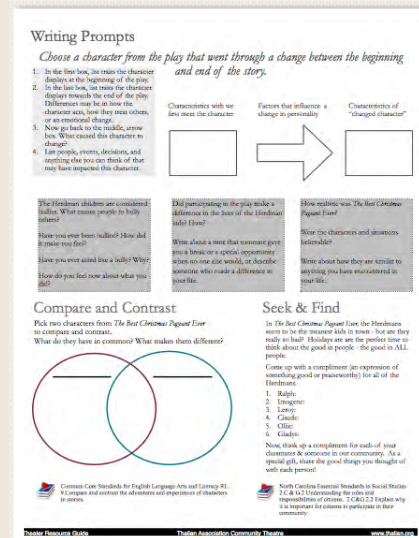 Writing Prompts
Choose a character from the play that went through a change between the beginning
and end of the story.
1. In the first box, list traits the character
displays at the beginning of the play.
2. In the last box, list traits the character
displays towards the end of the play.
Differences may be in how the
character acts, how they treat others,
or an emotional change.
3. Now go back to the middle, arrow
box. What caused this character to
change?
4. List people, events, decisions, and
anything else you can think of that
may have impacted this character.
Characteristics with we
first meet the character
Factors that influence a
change in personality
Characteristics of
"changed character"
The Herdman children are considered
bullies. What causes people to bully
others?
Have you ever been bullied? How did
it make you feel?
Have you ever acted like a bully? Why?
How do you feel now about what you
did?
Did participating in the play make a
difference in the lives of the Herdman
kids? How?
Write about a time that someone gave
you a break or a special opportunity
when no one else would, or describe
someone who made a difference in
your life.
How realistic was The Best Christmas
Pageant Ever?
Were the characters and situations
believable?
Write about how they are similar to
anything you have encountered in
your life.
Compare and Contrast
Pick two characters from The Best Christmas Pageant Ever
to compare and contrast.
What do they have in common? What makes them different?
Common Core Standards for English Language Arts and Literacy RL.
9 Compare and contrast the adventures and experiences of characters
in stories.
Seek & Find
In The Best Christmas Pageant Ever, the Herdmans
seem to be the meanest kids in town - but are they
really so bad? Holidays are the perfect time to
think about the good in people - the good in ALL
people.
Come up with a compliment (an expression of
something good or praiseworthy) for all of the
Herdmans.
1. Ralph:
2. Imogene:
3. Leroy:
4. Claude:
5. Ollie:
6. Gladys:
Now, think up a compliment for each of your
classmates & someone in our community. As a
special gift, share the good things you thought of
with each person!
North Carolina Essential Standards in Social Studies
2.C & G.2 Understanding the roles and
responsibilities of citizens. 2.C&G.2.2 Explain why
it is important for citizens to participate in their
community.
Theater Resource Guide
Thalian Association Community Theatre
www.thalian.org